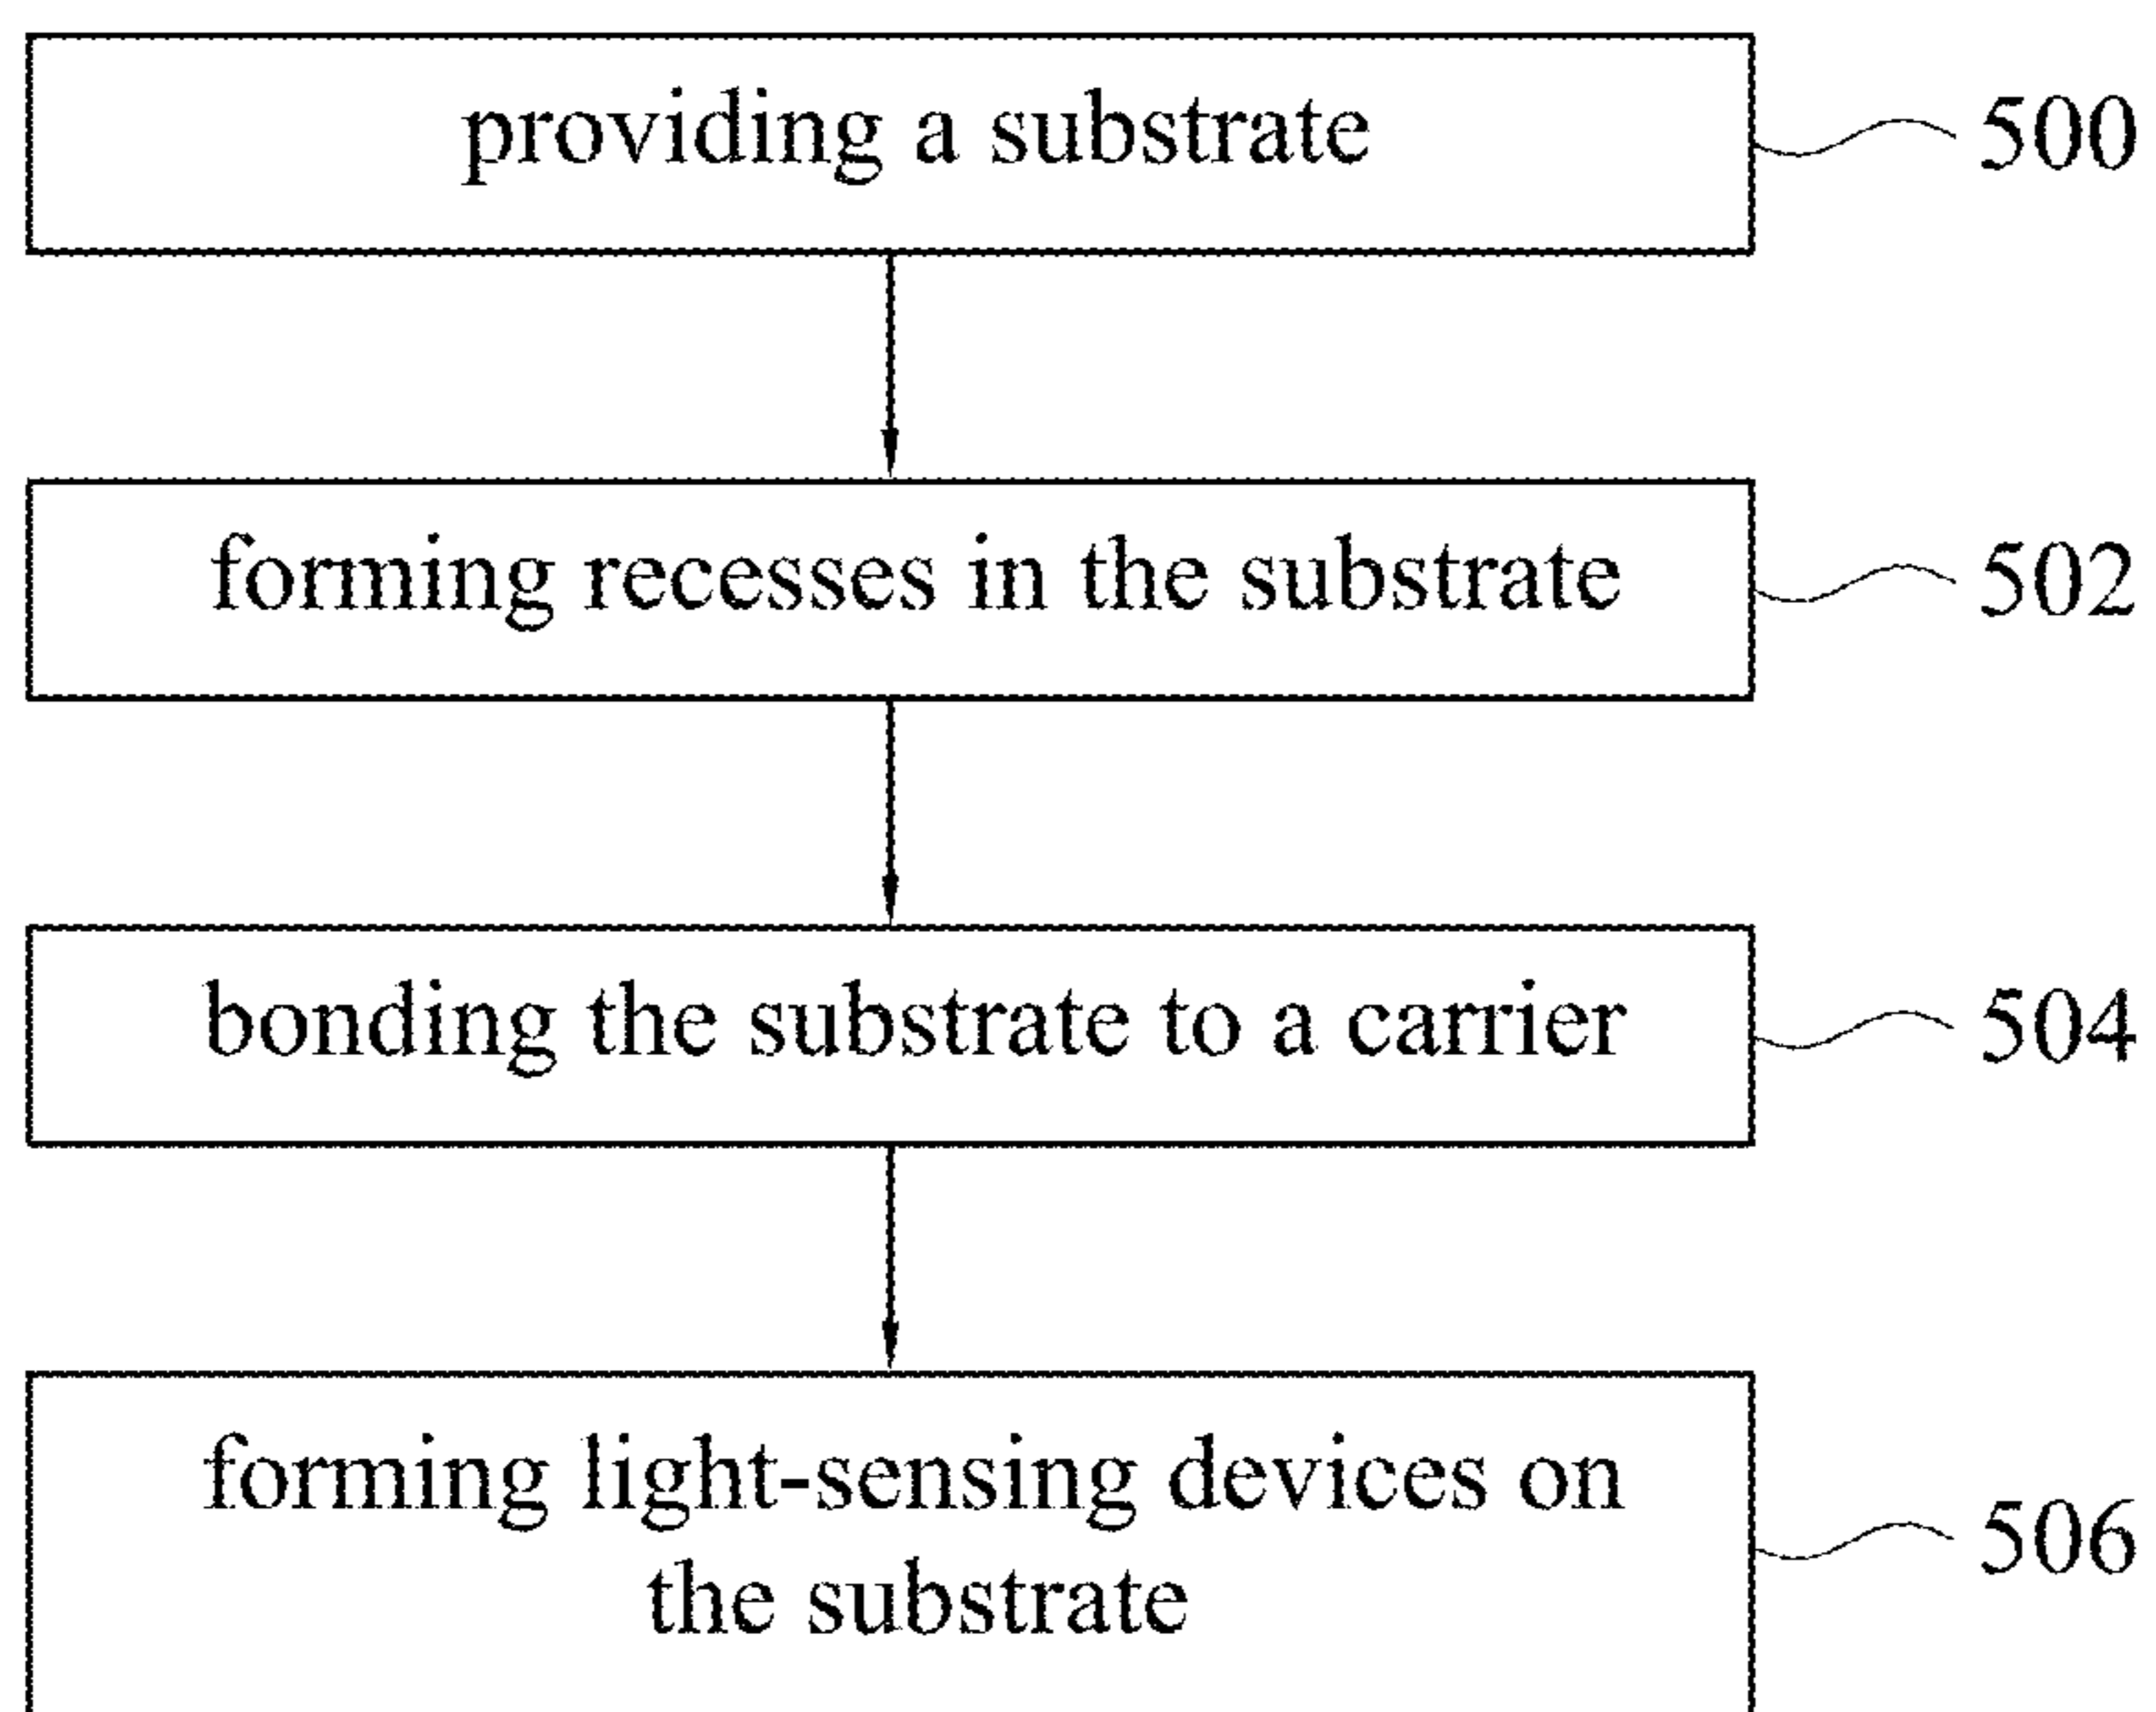 providing a substrate
500
forming recesses in the substrate
502
bonding the substrate to a carrier
504
forming light-sensing devices on
the substrate
506